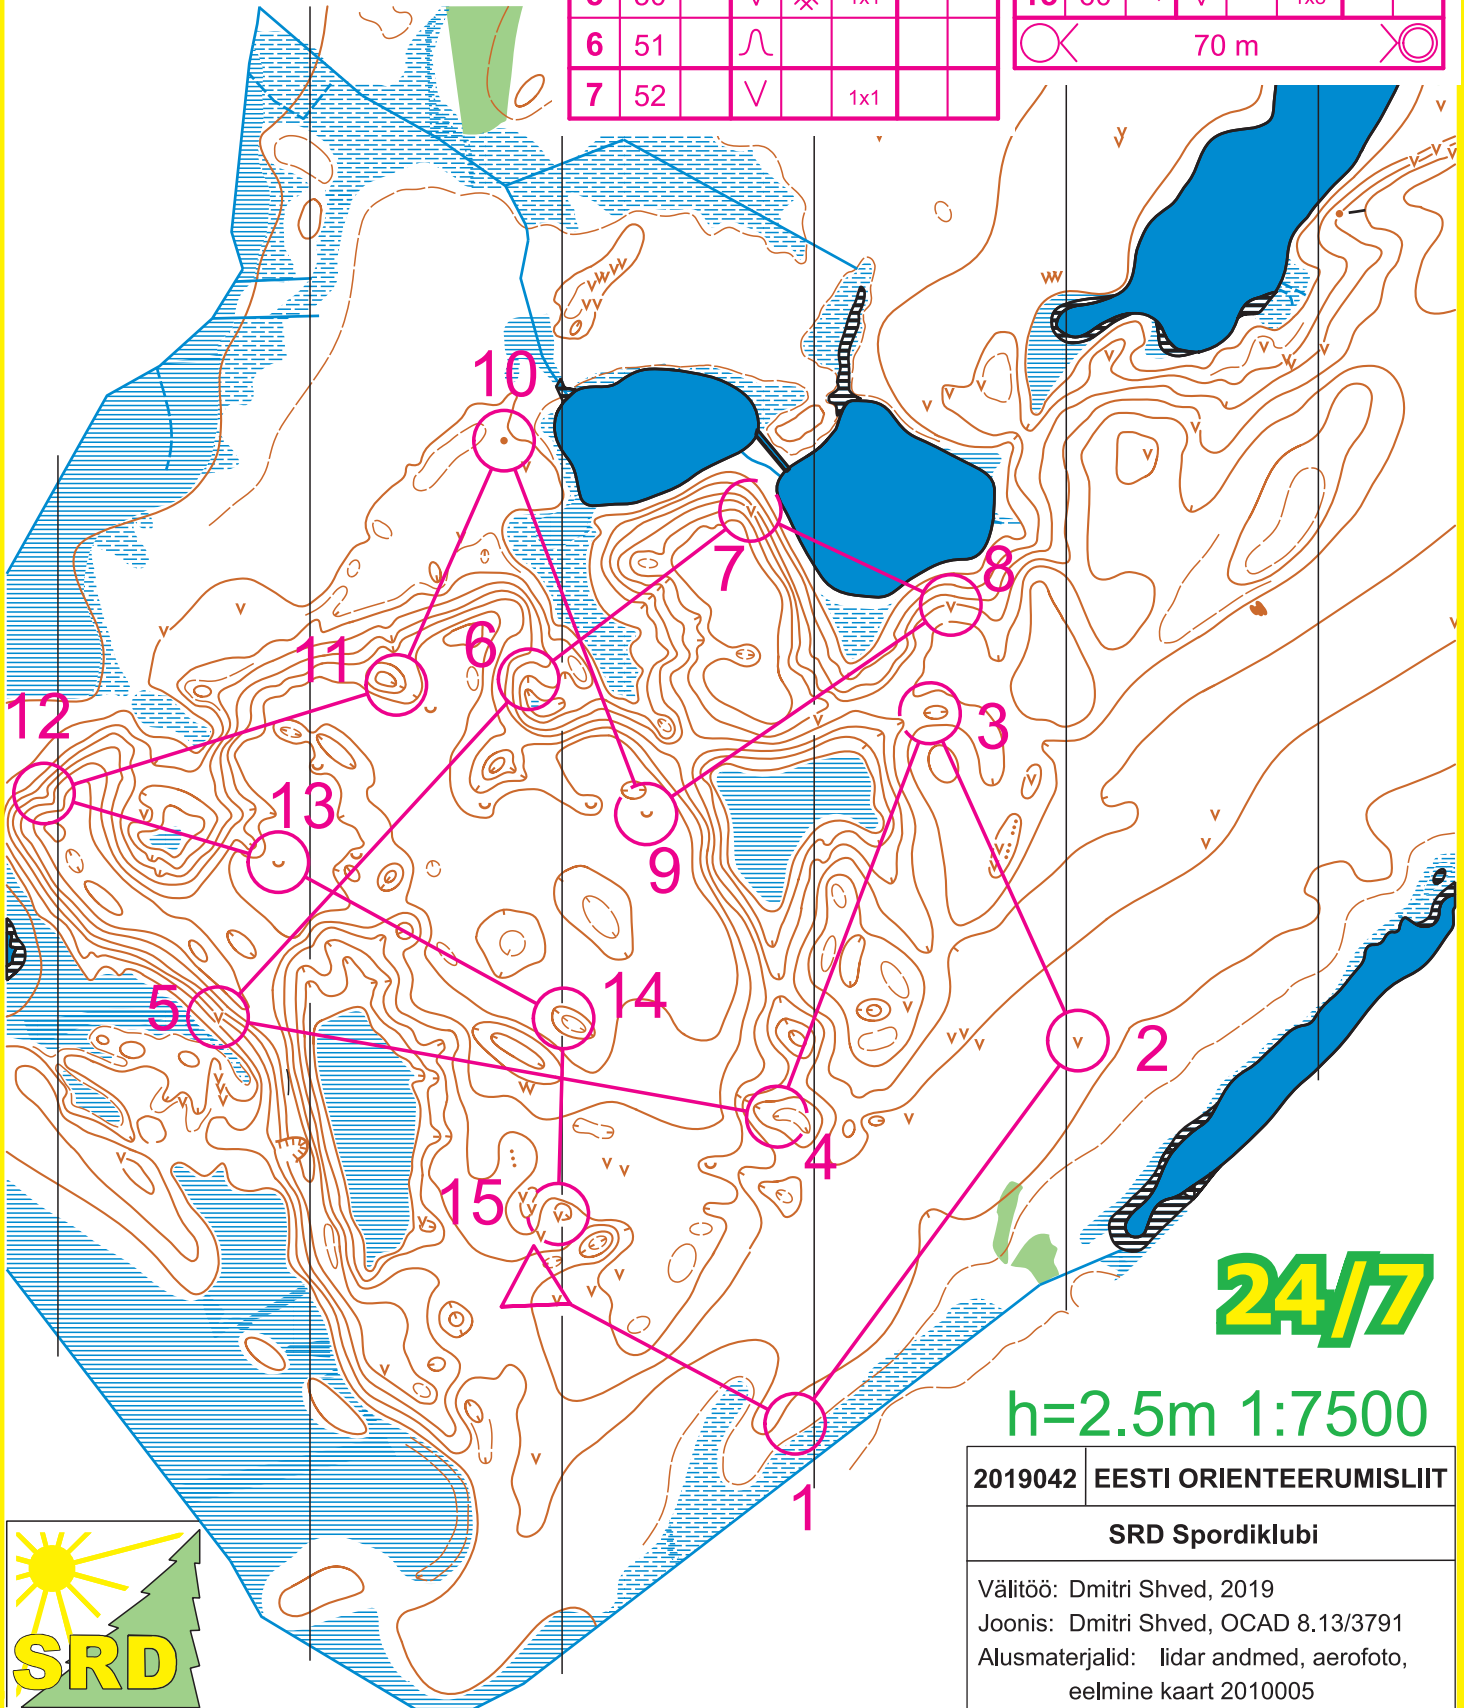 6 51
7 52 1x1
70 m
10
7
8
11
6
3
12
13
9
5
14
2
4
15
1
24/7
h=2.5m 1:7500
2019042 EESTI ORIENTEERUMISLIIT
SRD Spordiklubi
Välitöö: Dmitri Shved, 2019
Joonis: Dmitri Shved, OCAD 8.13/3791
Alusmaterjalid: lidar andmed, aerofoto,
eelmine kaart 2010005
SRD